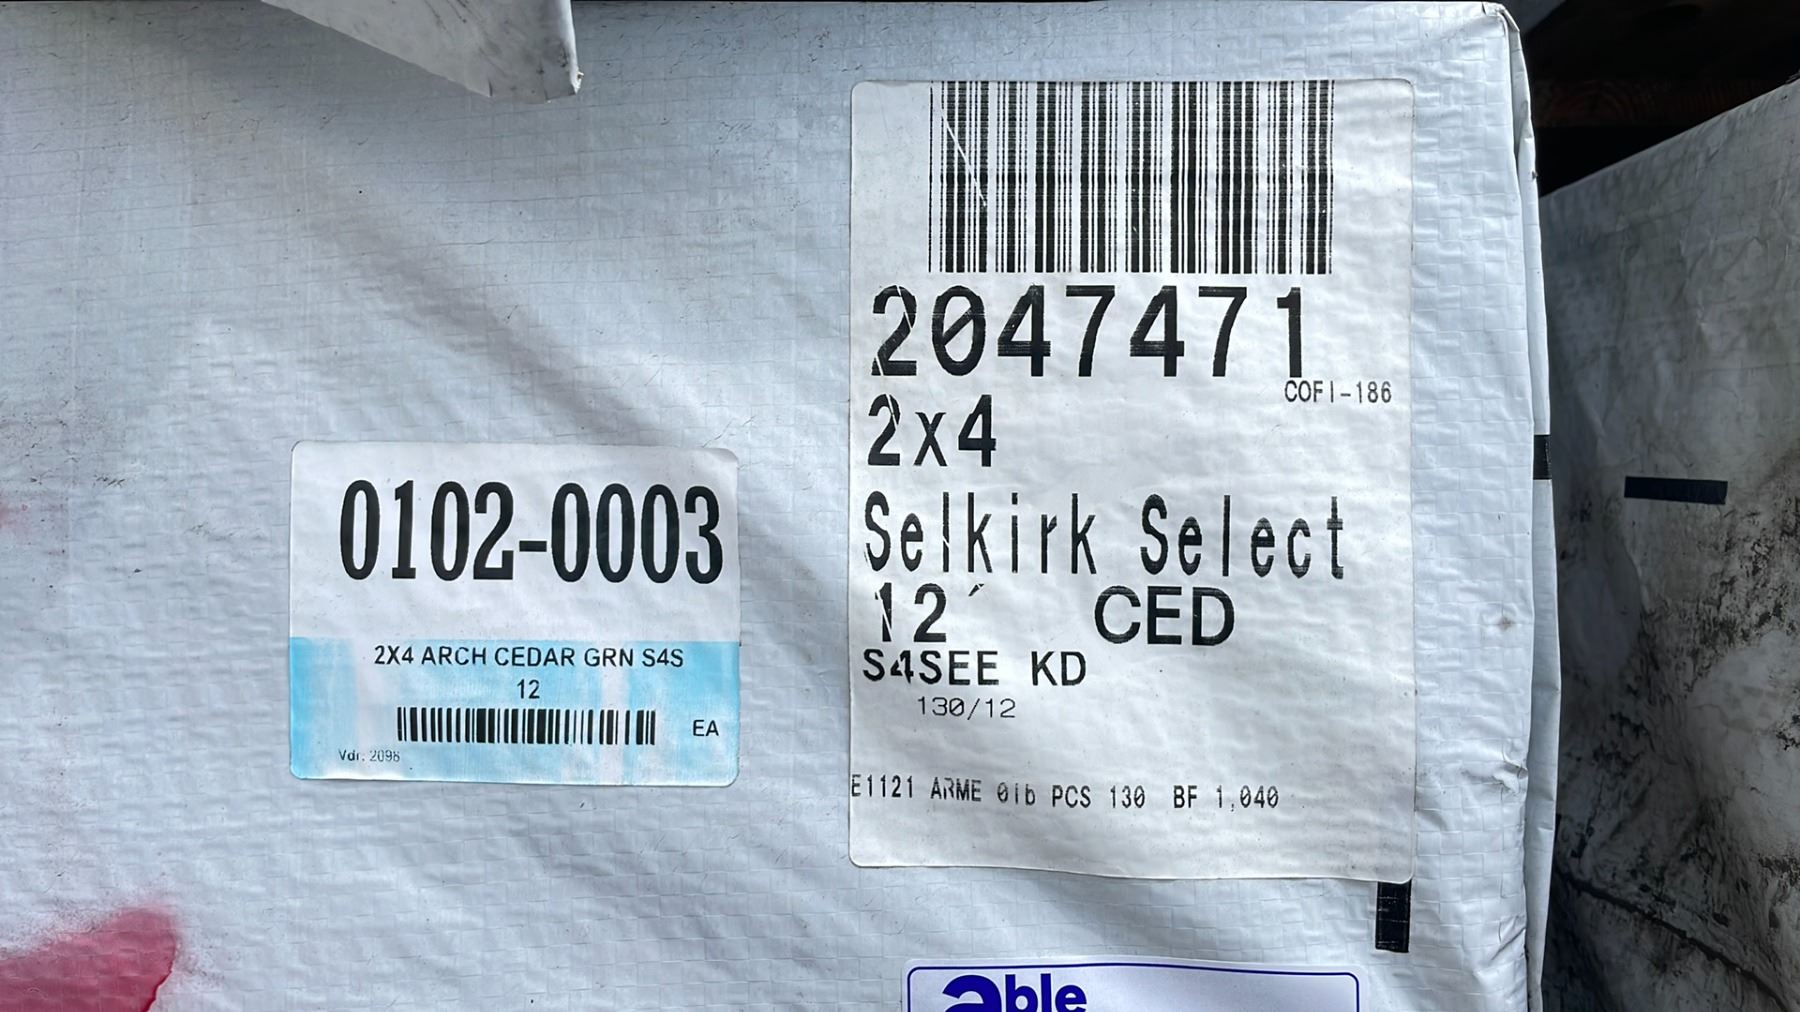 2047471
COFI-186
2x4
Selkirk Select
12´ CED
S4SEE KD
130/12
E1121 ARME 0lb PCS 130 BF 1,040
0102-0003
2X4 ARCH CEDAR GRN S4S
12
EA
Vdr. 2098
able